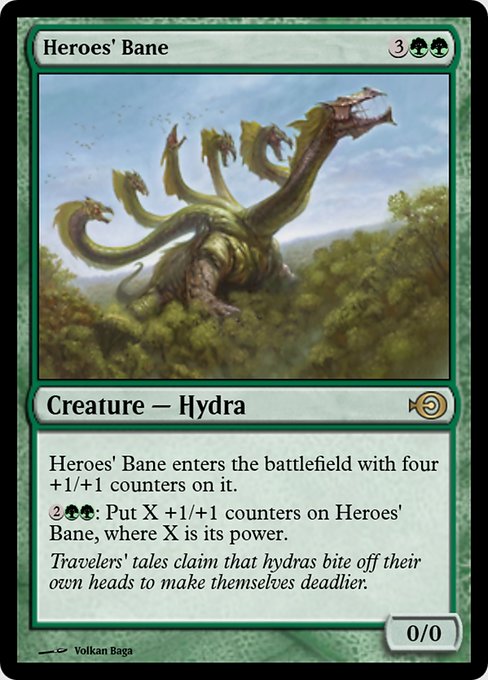 Heroes' Bane 3
Creature — Hydra
Heroes' Bane enters the battlefield with four
+1/+1 counters on it.
2: Put X +1/+1 counters on Heroes'
Bane, where X is its power.
Travelers' tales claim that hydras bite off their
own heads to make themselves deadlier.
0/0
Volkan Baga